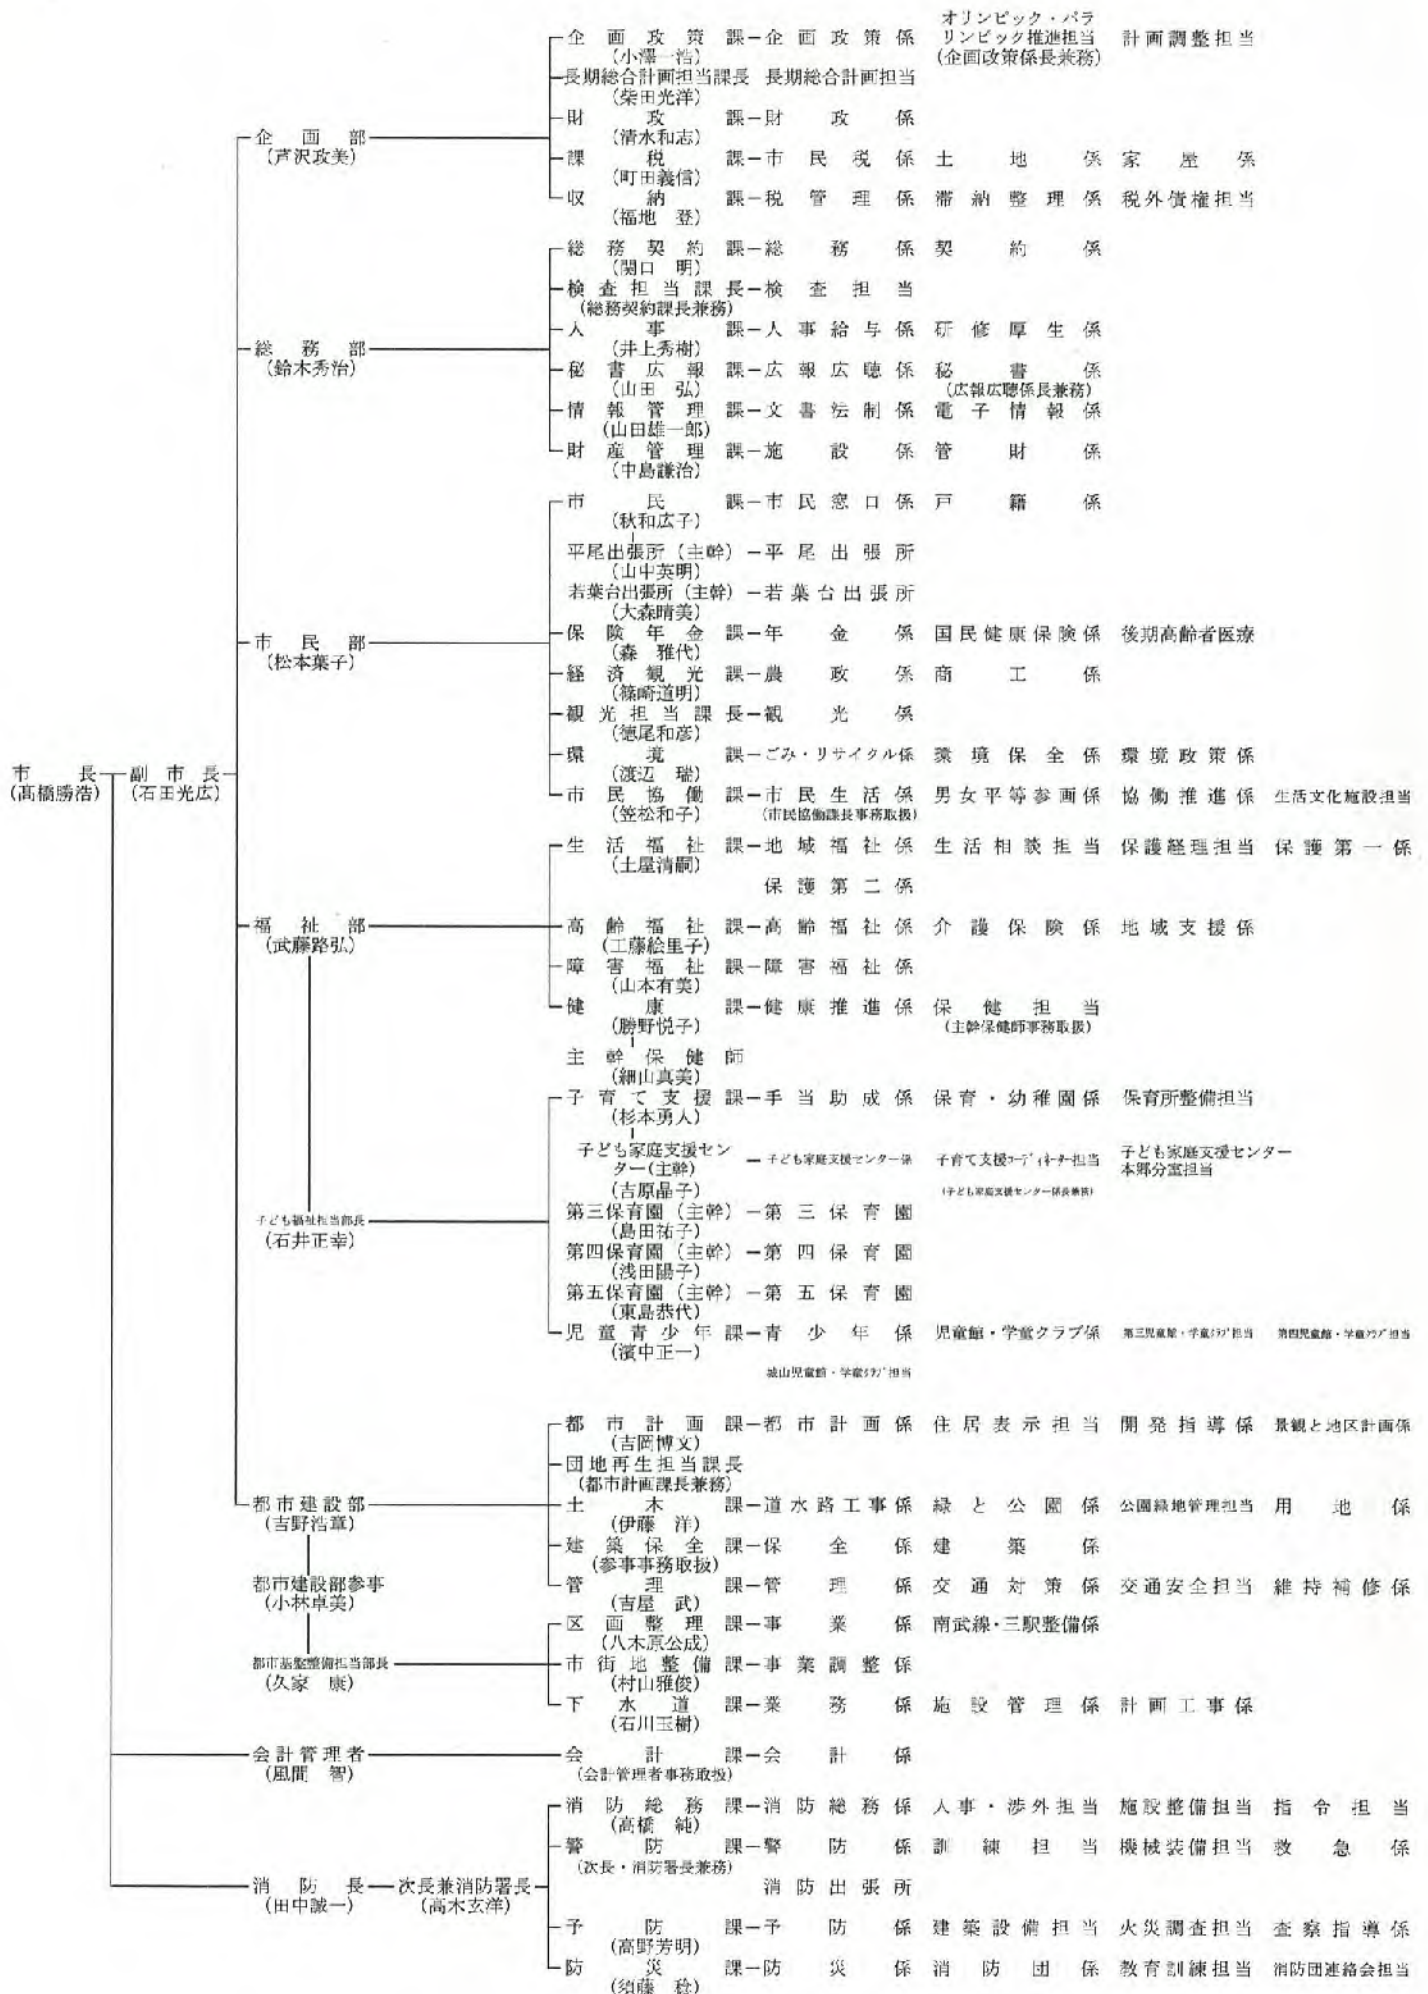 オリンピック・パラ
企画政策課 企画政策係 リンピック推進担当 計画調整担当
(小澤一浩) (企画政策係長兼務)
長期総合計画担当課長 長期総合計画担当
(柴田光洋)
財政課 財政係
企画部 (清水和志)
(芦沢政美) 課税課 市民税係 土地係 家屋係
(町田義信)
収納課 税管理係 滞納整理係 税外債権担当
(福地 登)
総務契約課 総務係 契約係
(関口 明)
検査担当課長 検査担当
(総務契約課長兼務)
人事課 人事給与係 研修厚生係
総務部 (井上秀樹)
(鈴木秀治) 秘書広報課 広報広聴係 秘書係
(山田 弘) (広報広聴係長兼務)
情報管理課 文書法制係 電子情報係
(山田雄一郎)
財産管理課 施設係 管財係
(中島謙治)
市民課 市民窓口係 戸籍係
(秋和広子)
平尾出張所(主幹) 平尾出張所
(山中英明)
若葉台出張所(主幹) 若葉台出張所
(大森晴美)
市民部 保険年金課 年金係 国民健康保険係 後期高齢者医療
(松本葉子) (森 雅代)
経済観光課 農政係 商工係
(篠崎道明)
観光担当課長 観光係
(徳尾和彦)
環境課 ごみ・リサイクル係 環境保全係 環境政策係
市長 副市長 (渡辺 瑞)
(髙橋勝浩) (石田光広) 市民協働課 市民生活係 男女平等参画係 協働推進係 生活文化施設担当
(笠松和子) (市民協働課長事務取扱)
生活福祉課 地域福祉係 生活相談担当 保護経理担当 保護第一係
(土屋清嗣)
保護第二係
福祉部 高齢福祉課 高齢福祉係 介護保険係 地域支援係
(武藤路弘) (工藤絵里子)
障害福祉課 障害福祉係
(山本有美)
健康課 健康推進係 保健担当
(勝野悦子) (主幹保健師事務取扱)
主幹保健師
(細山真美)
子育て支援課 手当助成係 保育・幼稚園係 保育所整備担当
(杉本勇人)
子ども家庭支援センター(主幹) 子ども家庭支援センター係 子育て支援コーディネーター担当 子ども家庭支援センター本郷分室担当
(吉原晶子) (子ども家庭支援センター係長兼務)
第三保育園(主幹) 第三保育園
子ども福祉担当部長 (島田祐子)
(石井正幸) 第四保育園(主幹) 第四保育園
(浅田陽子)
第五保育園(主幹) 第五保育園
(東島恭代)
児童青少年課 青少年係 児童館・学童クラブ係 第三児童館・学童クラブ担当 第四児童館・学童クラブ担当
(濱中正一)
城山児童館・学童クラブ担当
都市計画課 都市計画係 住居表示担当 開発指導係 景観と地区計画係
(吉岡博文)
団地再生担当課長
(都市計画課長兼務)
都市建設部 土木課 道水路工事係 緑と公園係 公園緑地管理担当 用地係
(吉野浩章) (伊藤 洋)
建築保全課 保全係 建築係
(参事事務取扱)
都市建設部参事 管理課 管理係 交通対策係 交通安全担当 維持補修係
(小林卓美) (吉屋 武)
区画整理課 事業係 南武線・三駅整備係
(八木原公成)
都市基盤整備担当部長 市街地整備課 事業調整係
(久家 康) (村山雅俊)
下水道課 業務係 施設管理係 計画工事係
(石川玉樹)
会計管理者 会計課 会計係
(風間 智) (会計管理者事務取扱)
消防総務課 消防総務係 人事・渉外担当 施設整備担当 指令担当
(高橋 純)
警防課 警防係 訓練担当 機械装備担当 救急係
(次長・消防署長兼務)
消防長 次長兼消防署長 消防出張所
(田中誠一) (高木玄洋)
予防課 予防係 建築設備担当 火災調査担当 査察指導係
(高野芳明)
防災課 防災係 消防団係 教育訓練担当 消防団連絡会担当
(須藤 稔)